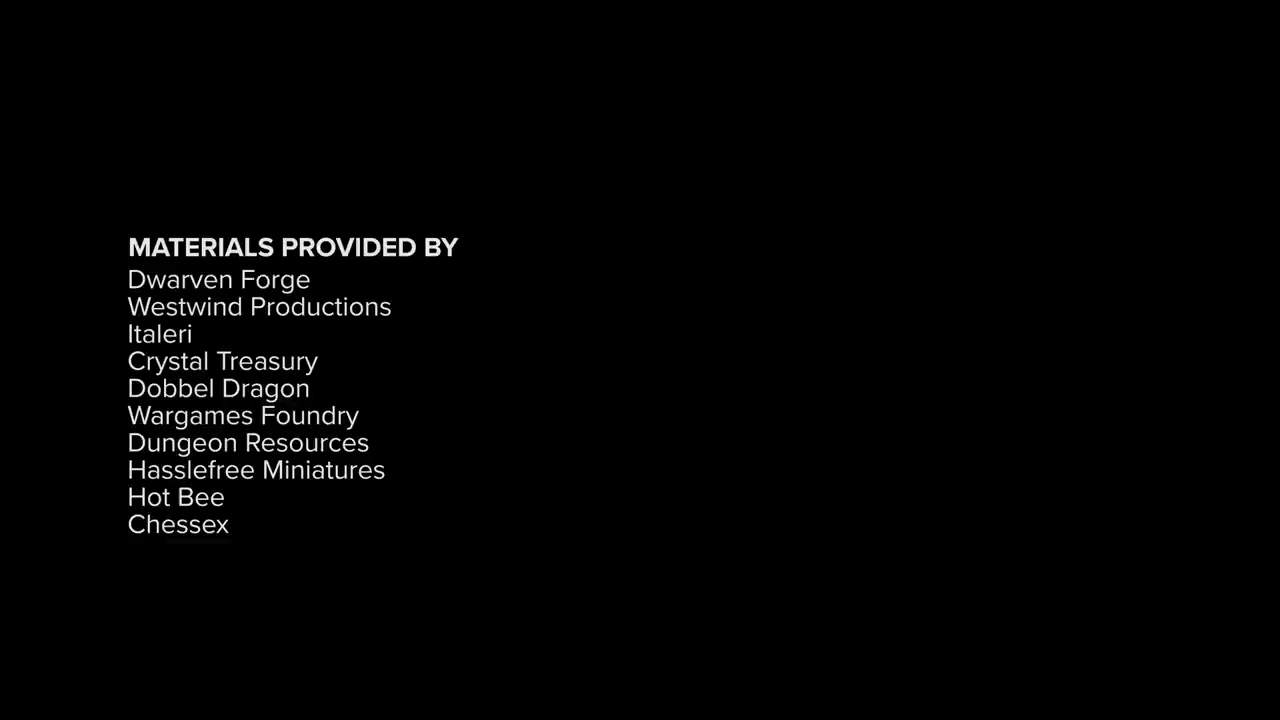 MATERIALS PROVIDED BY
Dwarven Forge
Westwind Productions
Italeri
Crystal Treasury
Dobbel Dragon
Wargames Foundry
Dungeon Resources
Hasslefree Miniatures
Hot Bee
Chessex